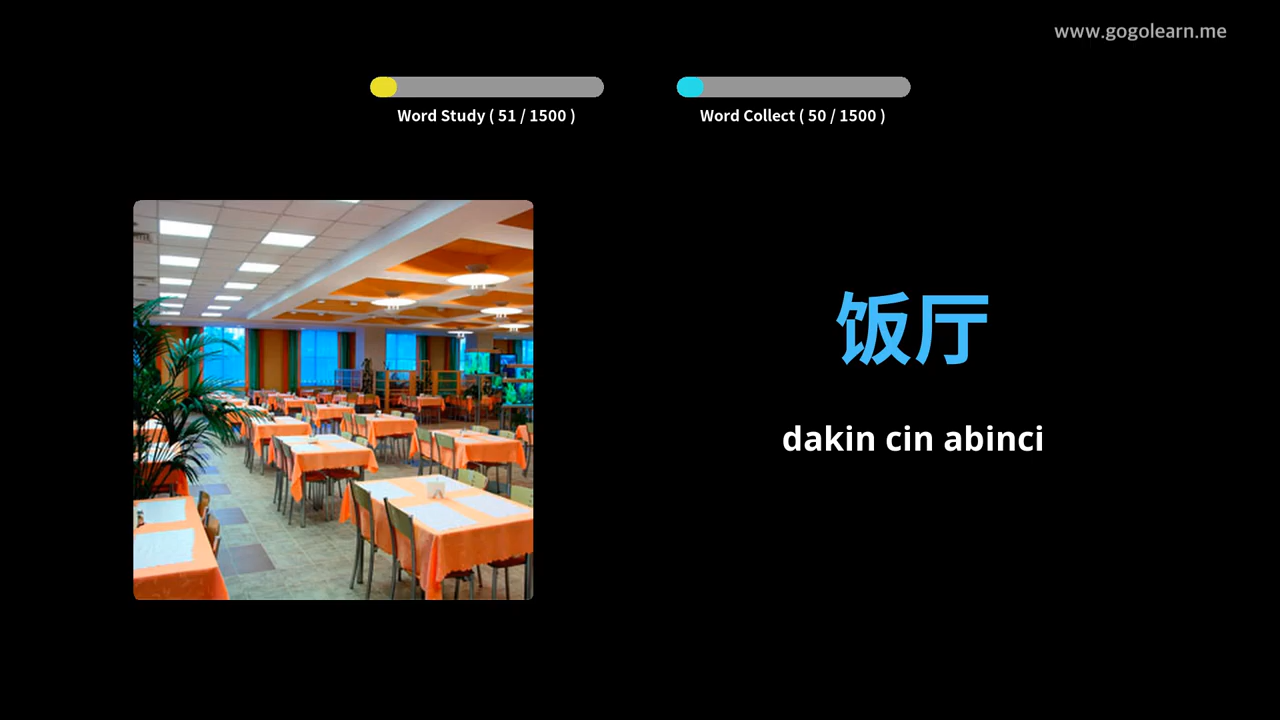 www.gogolearn.me
Word Study ( 51 / 1500 )
Word Collect ( 50 / 1500 )
饭厅
dakin cin abinci